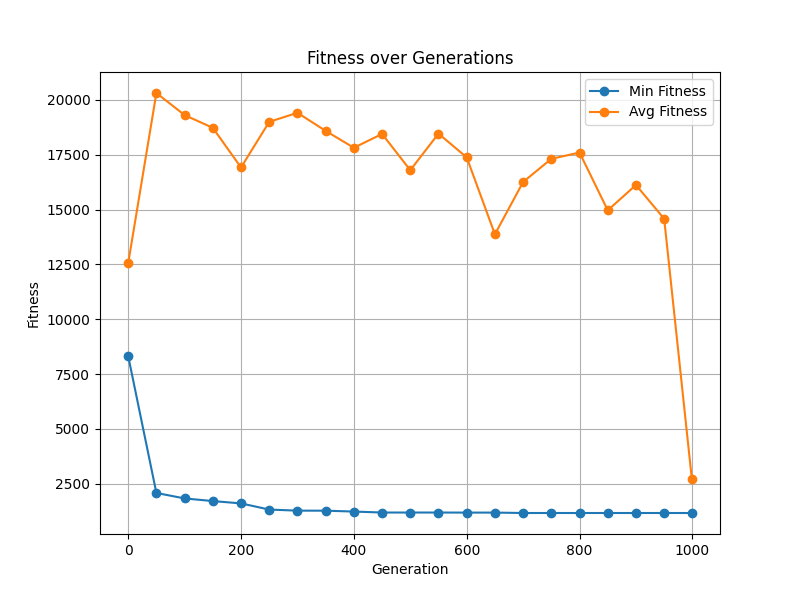 Fitness over Generations
Min Fitness
Avg Fitness
20000
17500
15000
12500
10000
7500
5000
2500
Fitness
0 200 400 600 800 1000
Generation